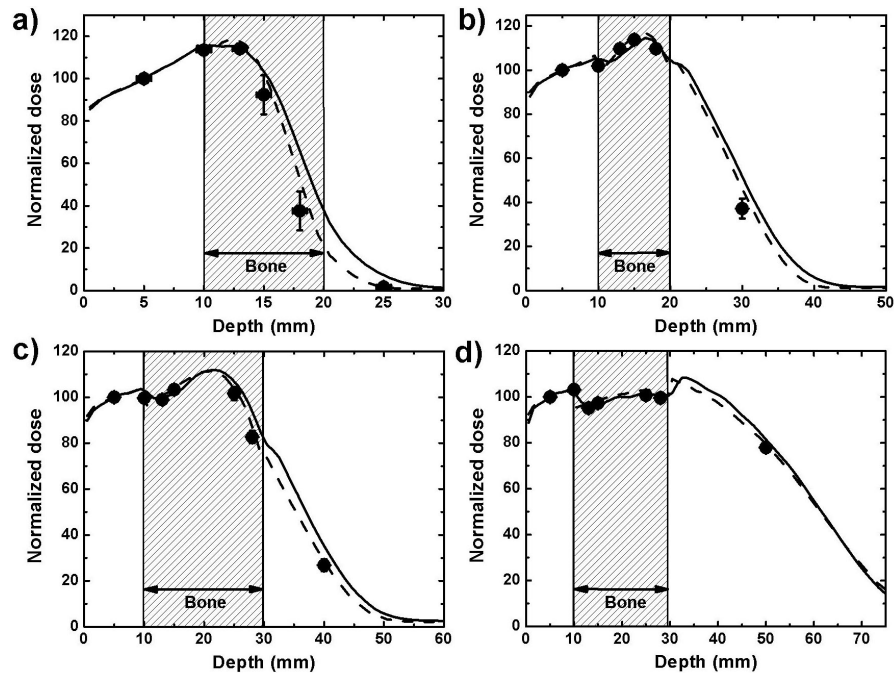 a)
Normalized dose
120
100
80
60
40
20
0
Bone
0 5 10 15 20 25 30
Depth (mm)
b)
Normalized dose
120
100
80
60
40
20
0
Bone
0 10 20 30 40 50
Depth (mm)
c)
Normalized dose
120
100
80
60
40
20
0
Bone
0 10 20 30 40 50 60
Depth (mm)
d)
Normalized dose
120
100
80
60
40
20
0
Bone
0 10 20 30 40 50 60 70
Depth (mm)